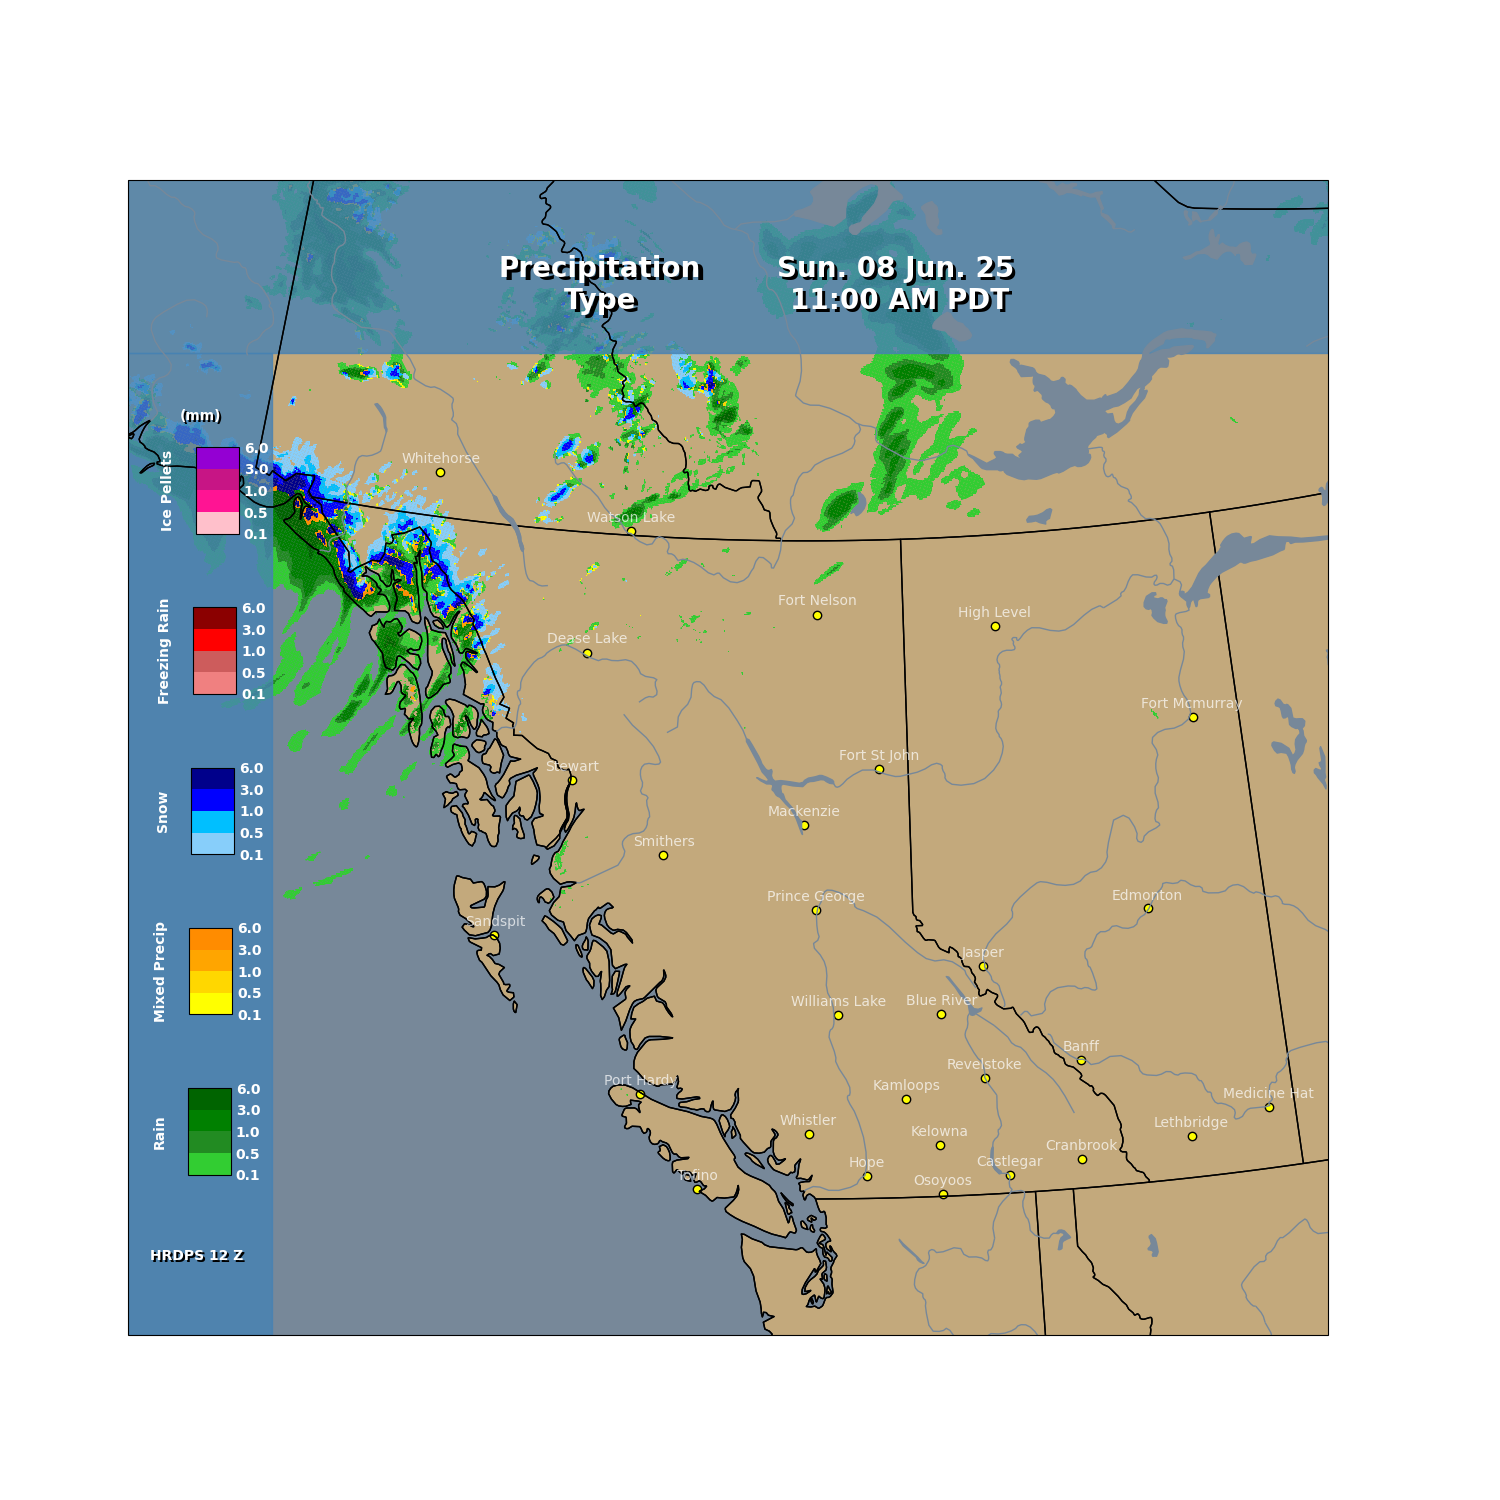 Precipitation
Type
Sun. 08 Jun. 25
11:00 AM PDT
(mm)
Ice Pellets
6.0
3.0
1.0
0.5
0.1
Freezing Rain
6.0
3.0
1.0
0.5
0.1
Snow
6.0
3.0
1.0
0.5
0.1
Mixed Precip
6.0
3.0
1.0
0.5
0.1
Rain
6.0
3.0
1.0
0.5
0.1
HRDPS 12 Z
Whitehorse
Watson Lake
Fort Nelson
High Level
Dease Lake
Fort Mcmurray
Fort St John
Stewart
Mackenzie
Smithers
Prince George
Edmonton
Sandspit
Jasper
Williams Lake
Blue River
Banff
Revelstoke
Port Hardy
Kamloops
Medicine Hat
Whistler
Lethbridge
Kelowna
Cranbrook
Hope
Castlegar
Tofino
Osoyoos